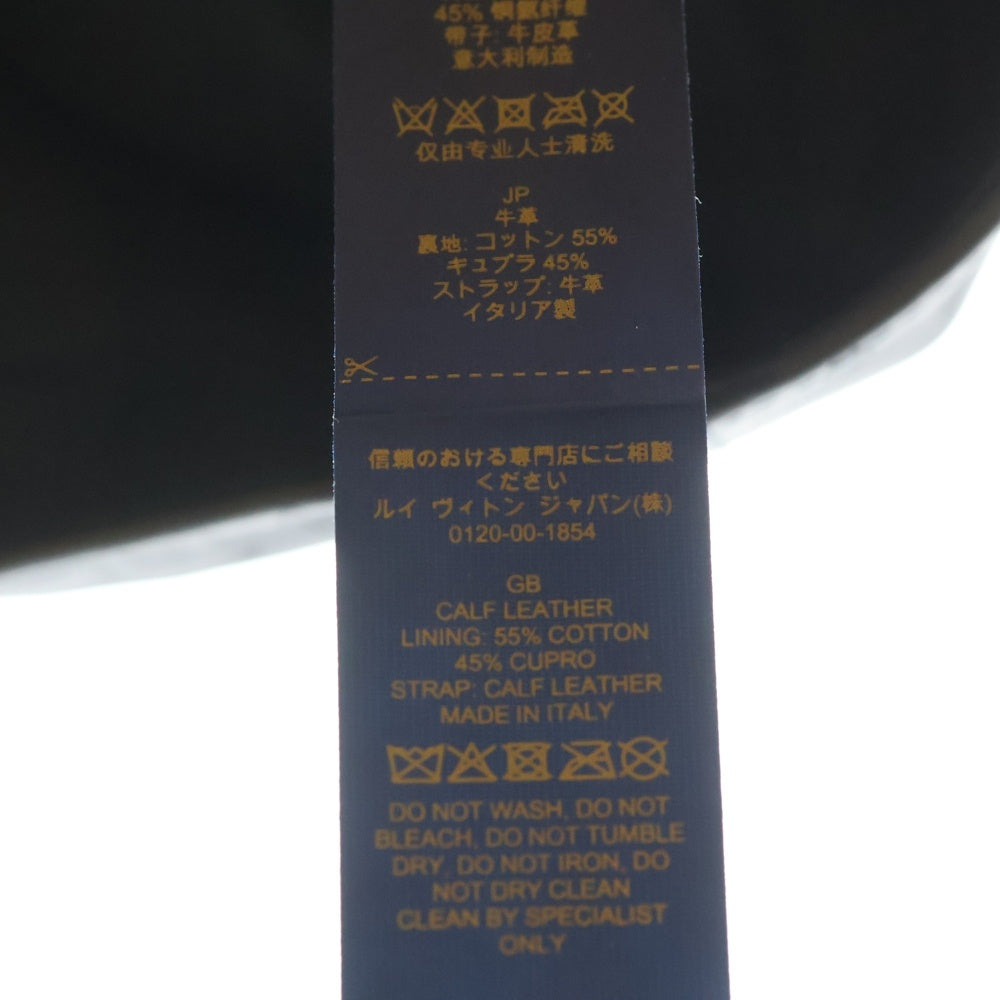 45% 铜氨纤维
带子: 牛皮革
意大利制造
仅由专业人士清洗
JP
牛革
裏地: コットン 55%
キュプラ 45%
ストラップ: 牛革
イタリア製
信頼のおける専門店にご相談
ください
ルイ ヴィトン ジャパン(株)
0120-00-1854
GB
CALF LEATHER
LINING: 55% COTTON
45% CUPRO
STRAP: CALF LEATHER
MADE IN ITALY
DO NOT WASH, DO NOT
BLEACH, DO NOT TUMBLE
DRY, DO NOT IRON, DO
NOT DRY CLEAN
CLEAN BY SPECIALIST
ONLY